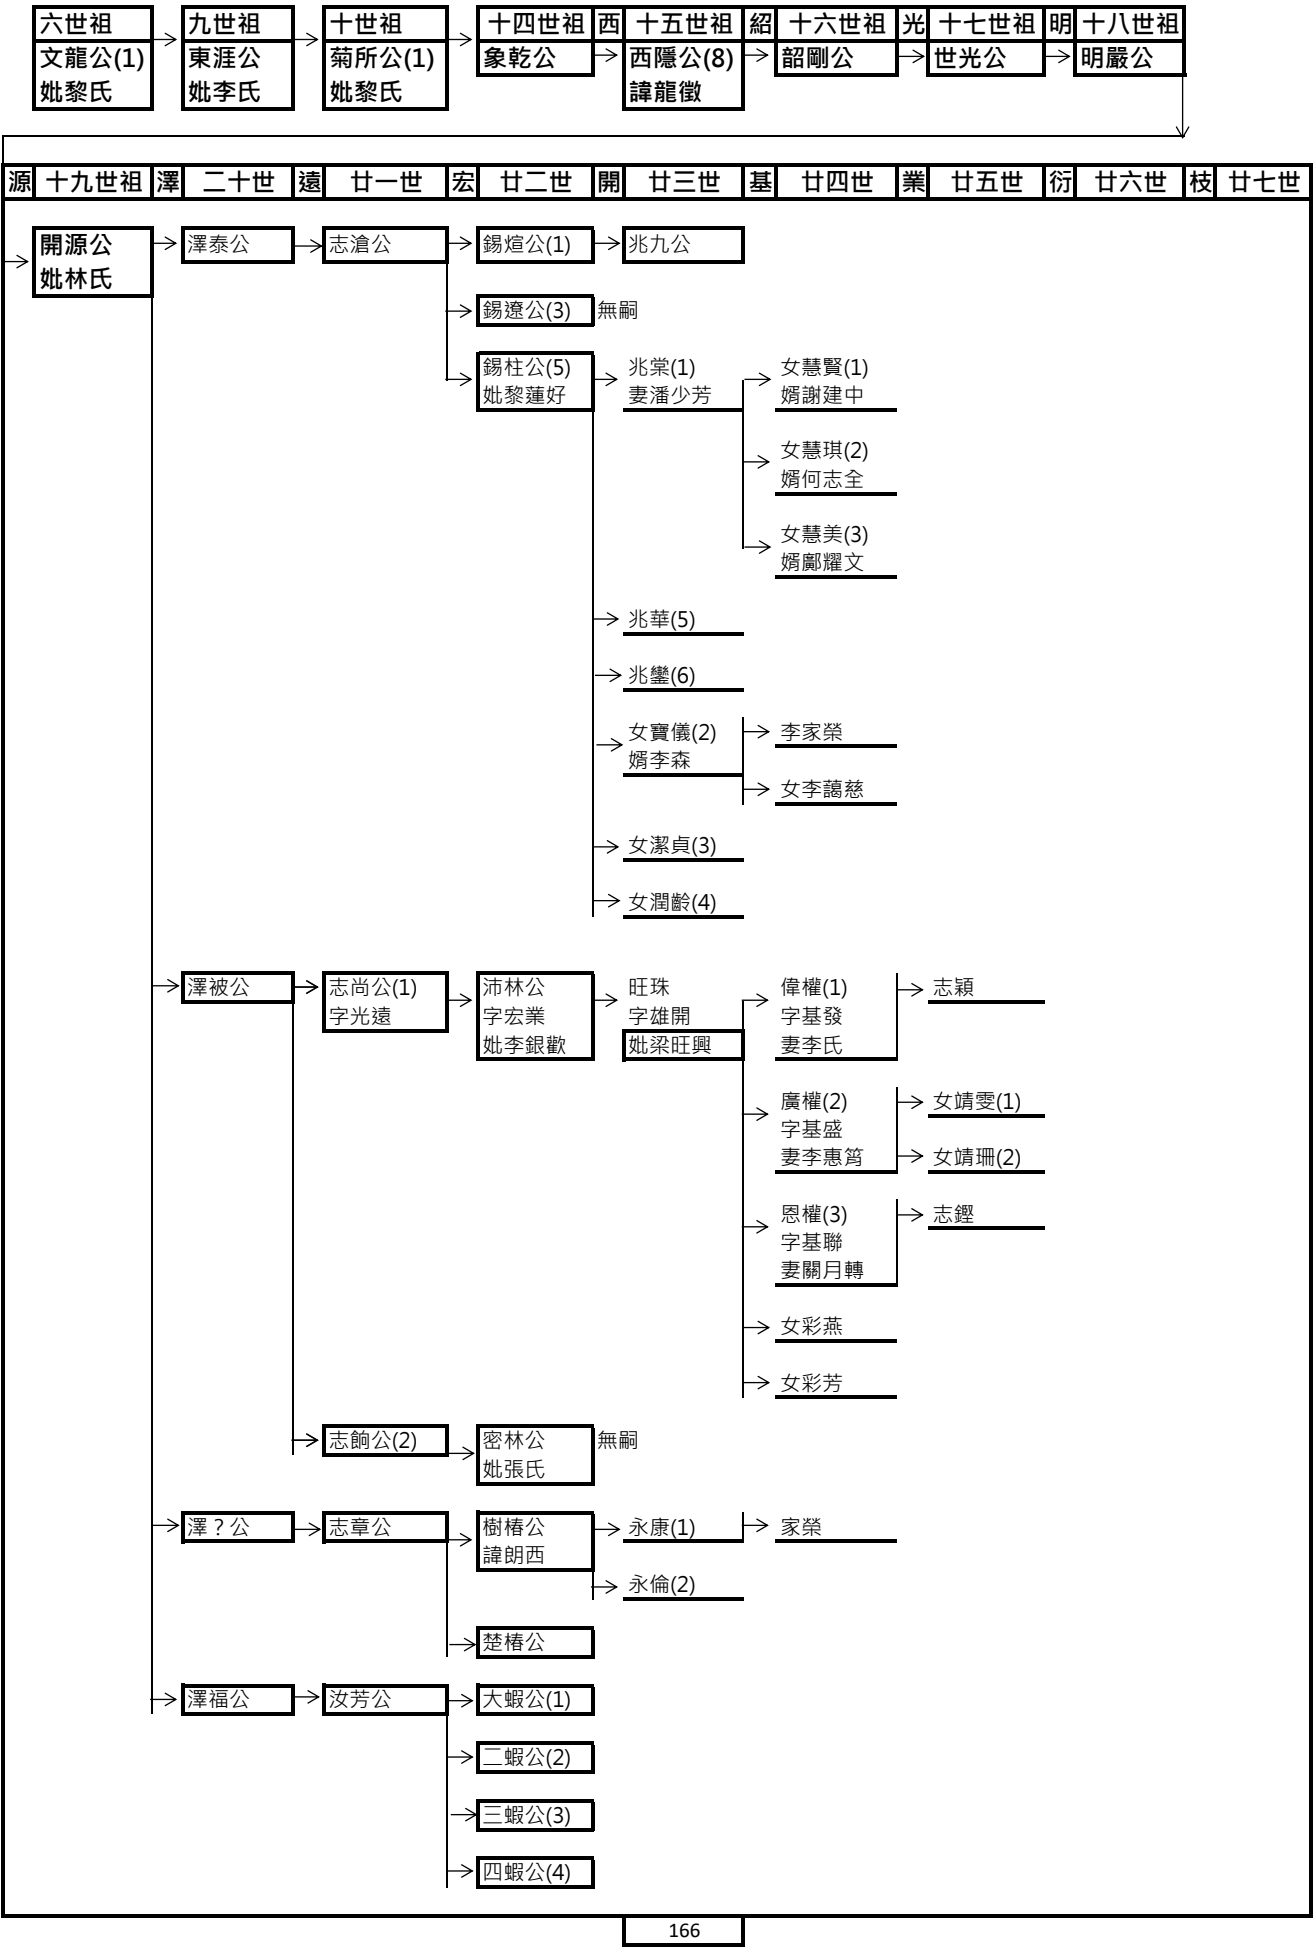 六世祖 九世祖 十世祖 十四世祖 西 十五世祖 紹 十六世祖 光 十七世祖 明 十八世祖
文龍公(1) 東涯公 菊所公(1) 象乾公 西隱公(8) 韶剛公 世光公 明嚴公
妣黎氏 妣李氏 妣黎氏 諱龍徵
源 十九世祖 澤 二十世 遠 廿一世 宏 廿二世 開 廿三世 基 廿四世 業 廿五世 衍 廿六世 枝 廿七世
開源公 澤泰公 志滄公 錫煊公(1) 兆九公
妣林氏
錫遼公(3) 無嗣
錫柱公(5) 兆棠(1) 女慧賢(1)
妣黎蓮好 妻潘少芳 婿謝建中
女慧琪(2)
婿何志全
女慧美(3)
婿鄺耀文
兆華(5)
兆鑾(6)
女寶儀(2) 李家榮
婿李森
女李藹慈
女潔貞(3)
女潤齡(4)
澤被公 志尚公(1) 沛林公 旺珠 偉權(1) 志穎
字光遠 字宏業 字雄開 字基發
妣李銀歡 妣梁旺興 妻李氏
廣權(2) 女靖雯(1)
字基盛
妻李惠筲 女靖珊(2)
恩權(3) 志鏗
字基聯
妻關月轉
女彩燕
女彩芳
志餉公(2) 密林公 無嗣
妣張氏
澤？公 志章公 樹椿公 永康(1) 家榮
諱朗西
永倫(2)
楚椿公
澤福公 汝芳公 大蝦公(1)
二蝦公(2)
三蝦公(3)
四蝦公(4)
166